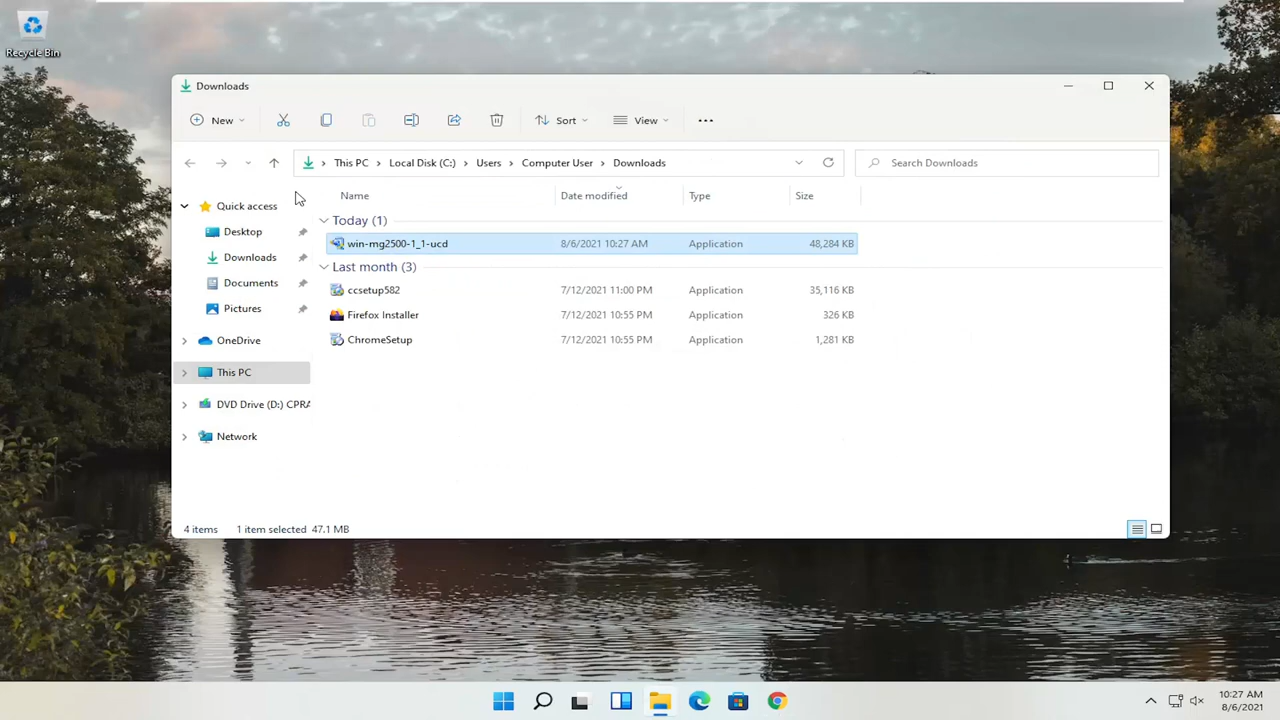 Recycle Bin
Downloads
New
Sort
View
This PC > Local Disk (C:) > Users > Computer User > Downloads
Search Downloads
Name Date modified Type Size
Quick access
Desktop
Downloads
Documents
Pictures
OneDrive
This PC
DVD Drive (D:) CPRA
Network
Today (1)
win-mg2500-1_1-ucd 8/6/2021 10:27 AM Application 48,284 KB
Last month (3)
ccsetup582 7/12/2021 11:00 PM Application 35,116 KB
Firefox Installer 7/12/2021 10:55 PM Application 326 KB
ChromeSetup 7/12/2021 10:55 PM Application 1,281 KB
4 items 1 item selected 47.1 MB
10:27 AM
8/6/2021